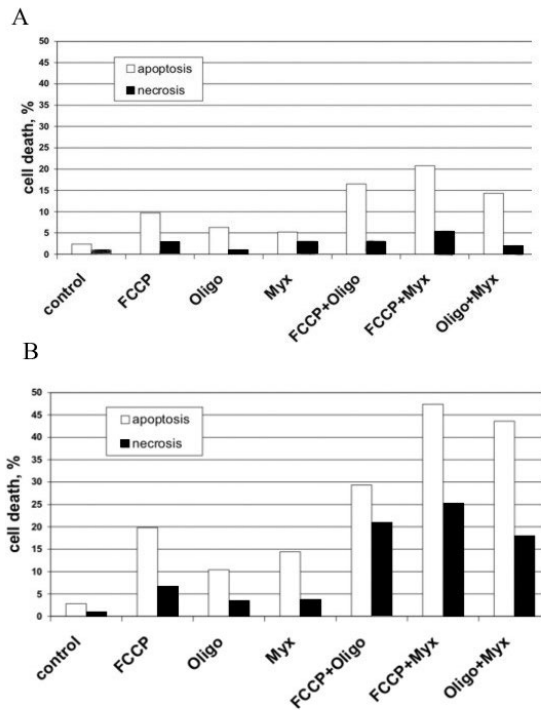 A
50
45
40
35
30
25
20
15
10
5
0
cell death, %
apoptosis
necrosis
control
FCCP
Oligo
Myx
FCCP+Oligo
FCCP+Myx
Oligo+Myx
B
50
45
40
35
30
25
20
15
10
5
0
cell death, %
apoptosis
necrosis
control
FCCP
Oligo
Myx
FCCP+Oligo
FCCP+Myx
Oligo+Myx